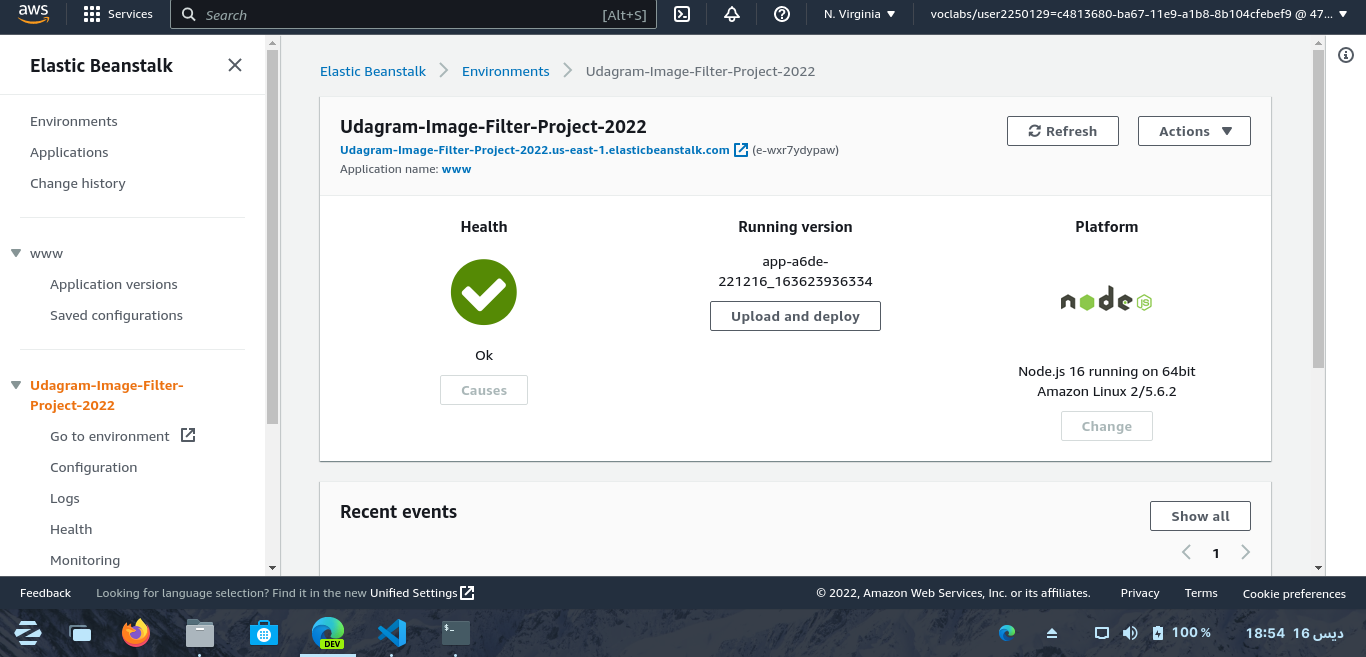 aws
Services
Search
[Alt+S]
N. Virginia
voclabs/user2250129=c4813680-ba67-11e9-a1b8-8b104cfebef9 @ 47...
Elastic Beanstalk
Environments
Applications
Change history
www
Application versions
Saved configurations
Udagram-Image-Filter-
Project-2022
Go to environment
Configuration
Logs
Health
Monitoring
Elastic Beanstalk
Environments
Udagram-Image-Filter-Project-2022
Udagram-Image-Filter-Project-2022
Udagram-Image-Filter-Project-2022.us-east-1.elasticbeanstalk.com (e-wxr7ydypaw)
Application name: www
Refresh
Actions
Health
Ok
Causes
Running version
app-a6de-
221216_163623936334
Upload and deploy
Platform
node JS
Node.js 16 running on 64bit
Amazon Linux 2/5.6.2
Change
Recent events
Show all
1
Feedback
Looking for language selection? Find it in the new Unified Settings
© 2022, Amazon Web Services, Inc. or its affiliates.
Privacy
Terms
Cookie preferences
DEV
$-
100 %
18:54 16 ديس